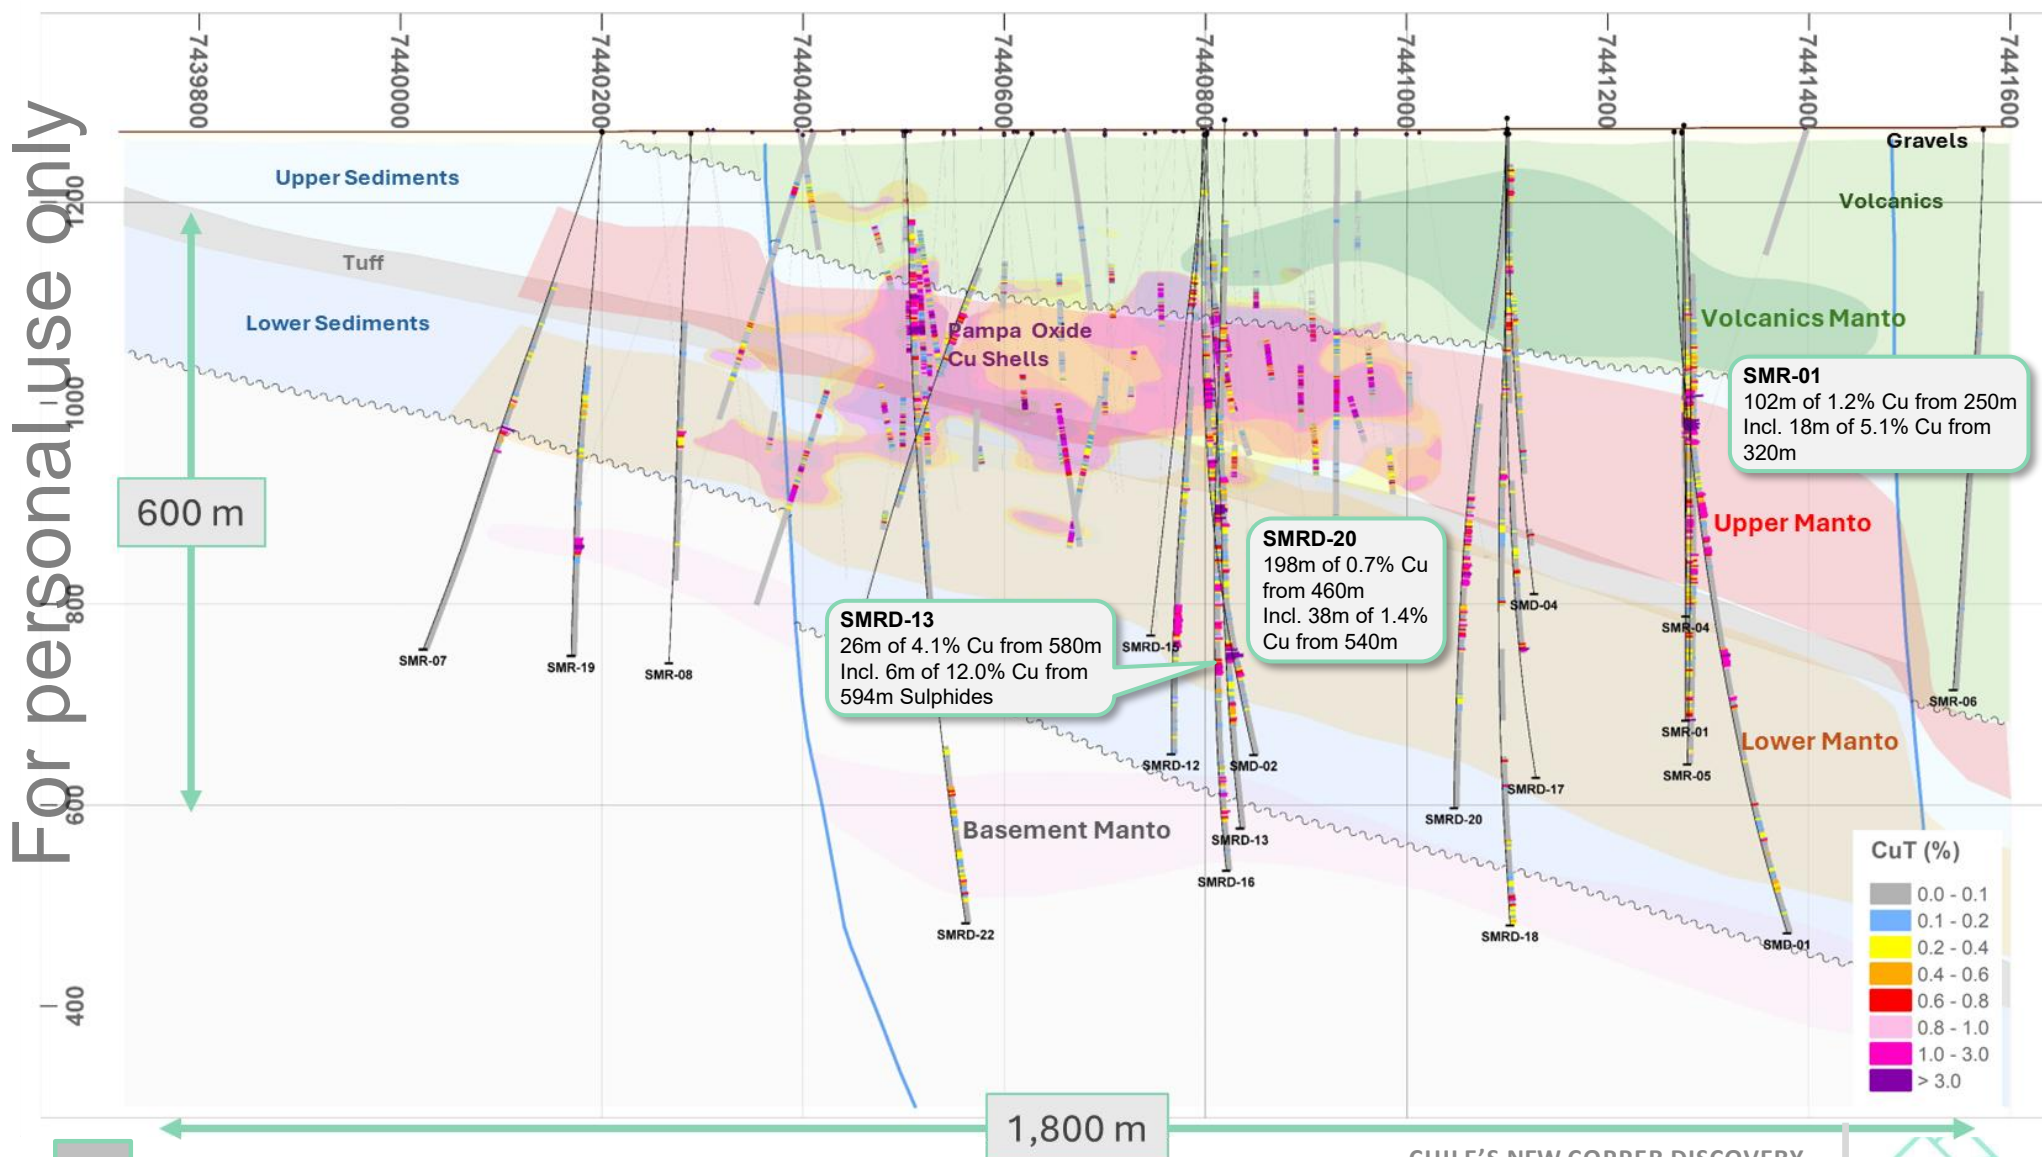 For personal use only
7439800
7440000
7440200
7440400
7440600
7440800
7441000
7441200
7441400
7441600
1200
1000
800
600
400
Gravels
Upper Sediments
Volcanics
Tuff
Lower Sediments
Pampa Oxide
Cu Shells
Volcanics Manto
SMR-01
102m of 1.2% Cu from 250m
Incl. 18m of 5.1% Cu from
320m
600 m
Upper Manto
SMRD-20
198m of 0.7% Cu
from 460m
Incl. 38m of 1.4%
Cu from 540m
SMRD-13
26m of 4.1% Cu from 580m
Incl. 6m of 12.0% Cu from
594m Sulphides
SMD-04
SMR-04
SMRD-15
SMR-07
SMR-19
SMR-08
SMR-06
SMR-01
Lower Manto
SMRD-12
SMD-02
SMR-05
SMRD-17
SMRD-20
Basement Manto
SMRD-13
SMRD-16
SMRD-22
SMRD-18
SMD-01
CuT (%)
0.0 - 0.1
0.1 - 0.2
0.2 - 0.4
0.4 - 0.6
0.6 - 0.8
0.8 - 1.0
1.0 - 3.0
> 3.0
1,800 m
CHILE'S NEW COPPER DISCOVERY